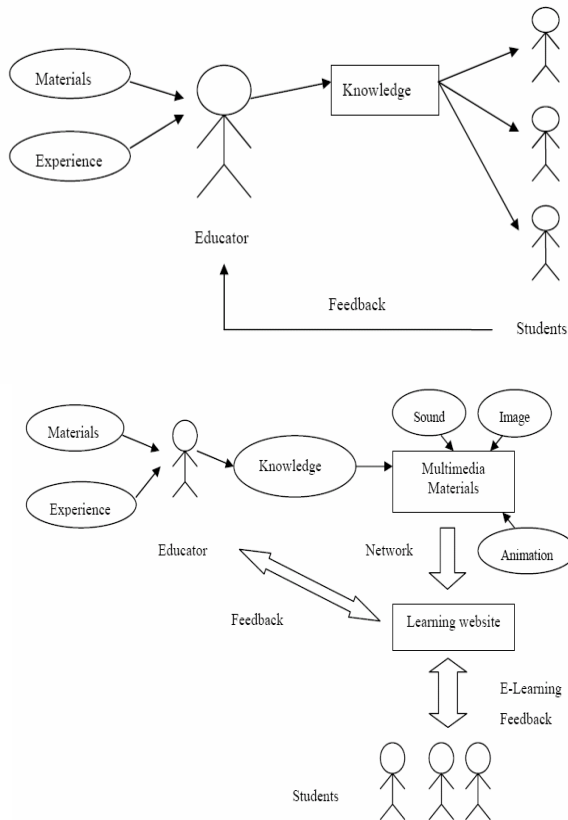 Materials
Knowledge
Experience
Educator
Feedback
Students
Sound
Image
Materials
Knowledge
Multimedia
Materials
Experience
Educator
Network
Animation
Feedback
Learning website
E-Learning
Feedback
Students